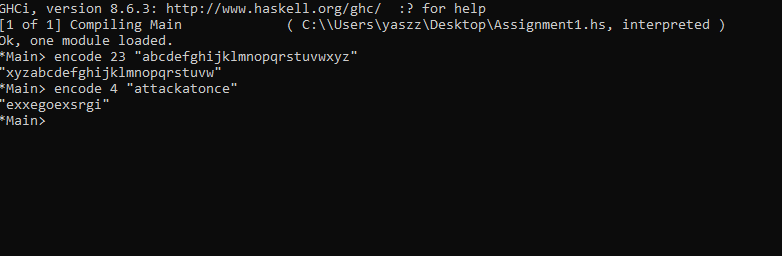 GHCi, version 8.6.3: http://www.haskell.org/ghc/  :? for help
[1 of 1] Compiling Main             ( C:\\Users\yaszz\Desktop\Assignment1.hs, interpreted )
Ok, one module loaded.
*Main> encode 23 "abcdefghijklmnopqrstuvwxyz"
"xyzabcdefghijklmnopqrstuvw"
*Main> encode 4 "attackatonce"
"exxegoexsrgi"
*Main>